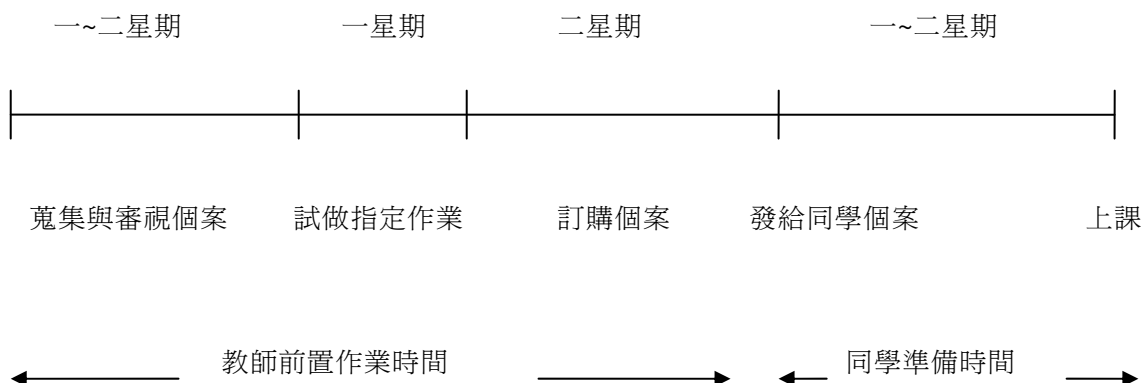 一~二星期 一星期 二星期 一~二星期
蒐集與審視個案 試做指定作業 訂購個案 發給同學個案 上課
教師前置作業時間 同學準備時間